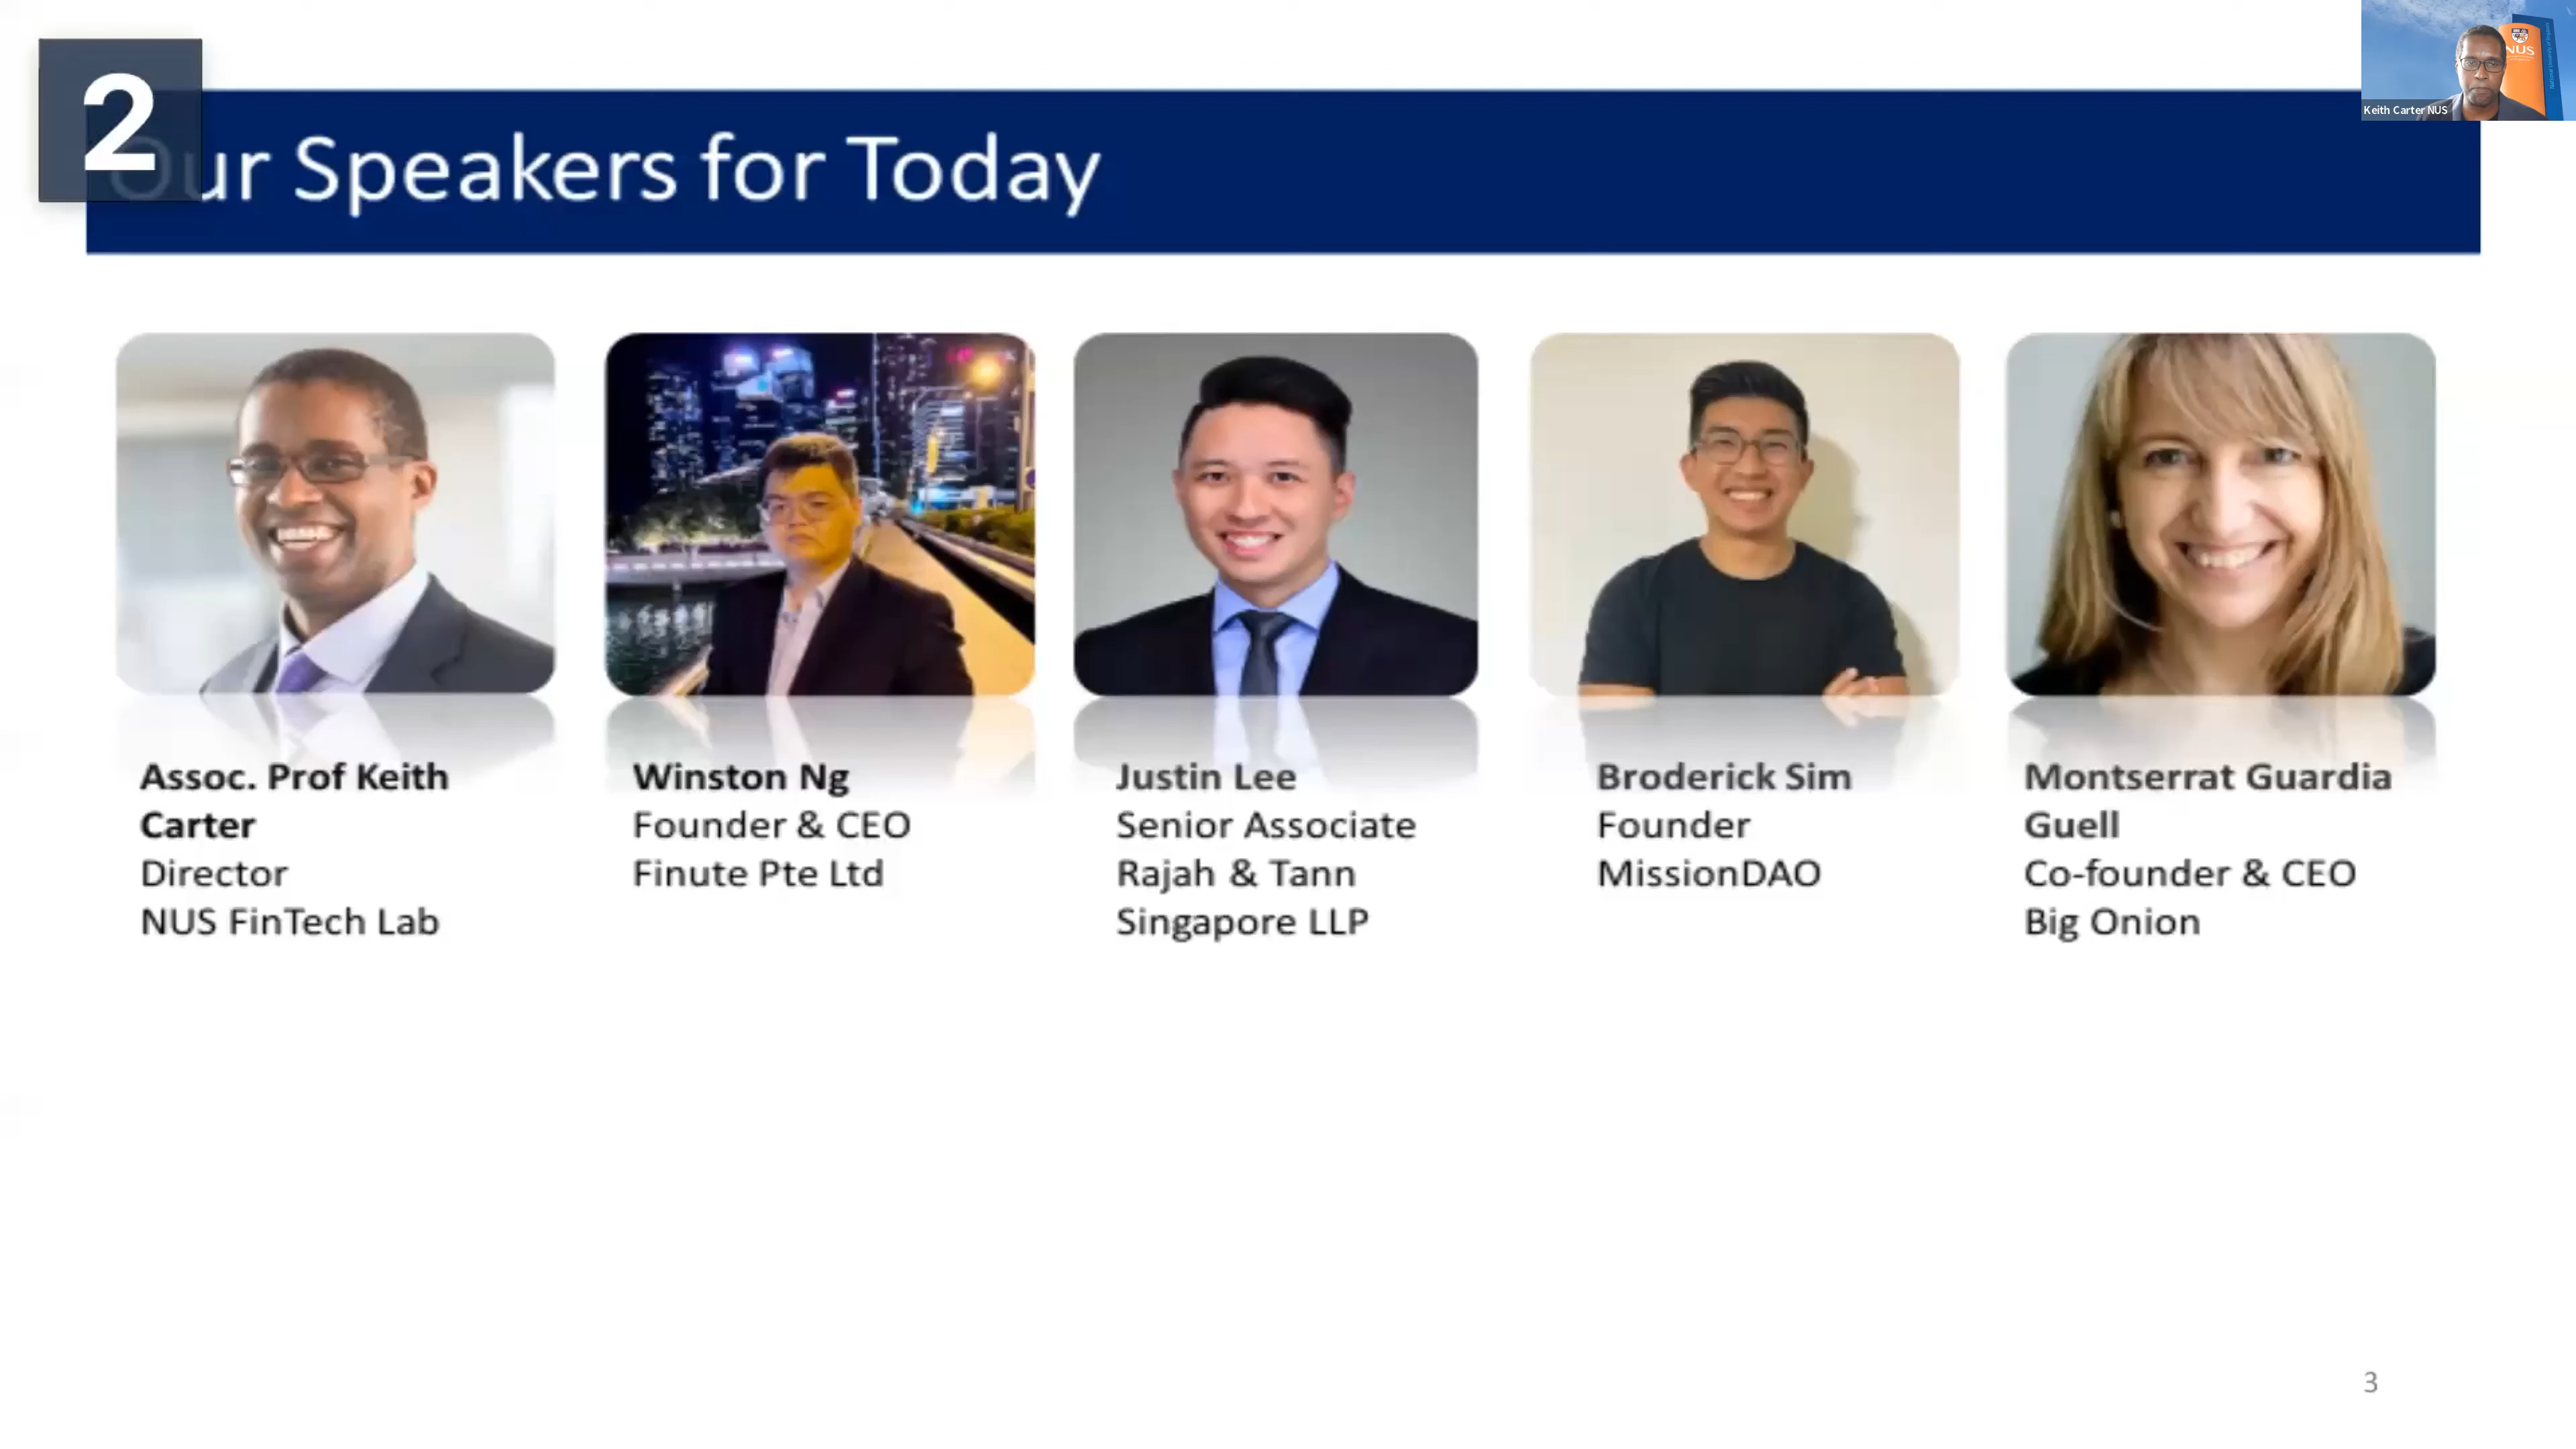 2
Our Speakers for Today
NUS
Keith Carter NUS
Assoc. Prof Keith
Carter
Director
NUS FinTech Lab
Winston Ng
Founder & CEO
Finute Pte Ltd
Justin Lee
Senior Associate
Rajah & Tann
Singapore LLP
Broderick Sim
Founder
MissionDAO
Montserrat Guardia
Guell
Co-founder & CEO
Big Onion
3